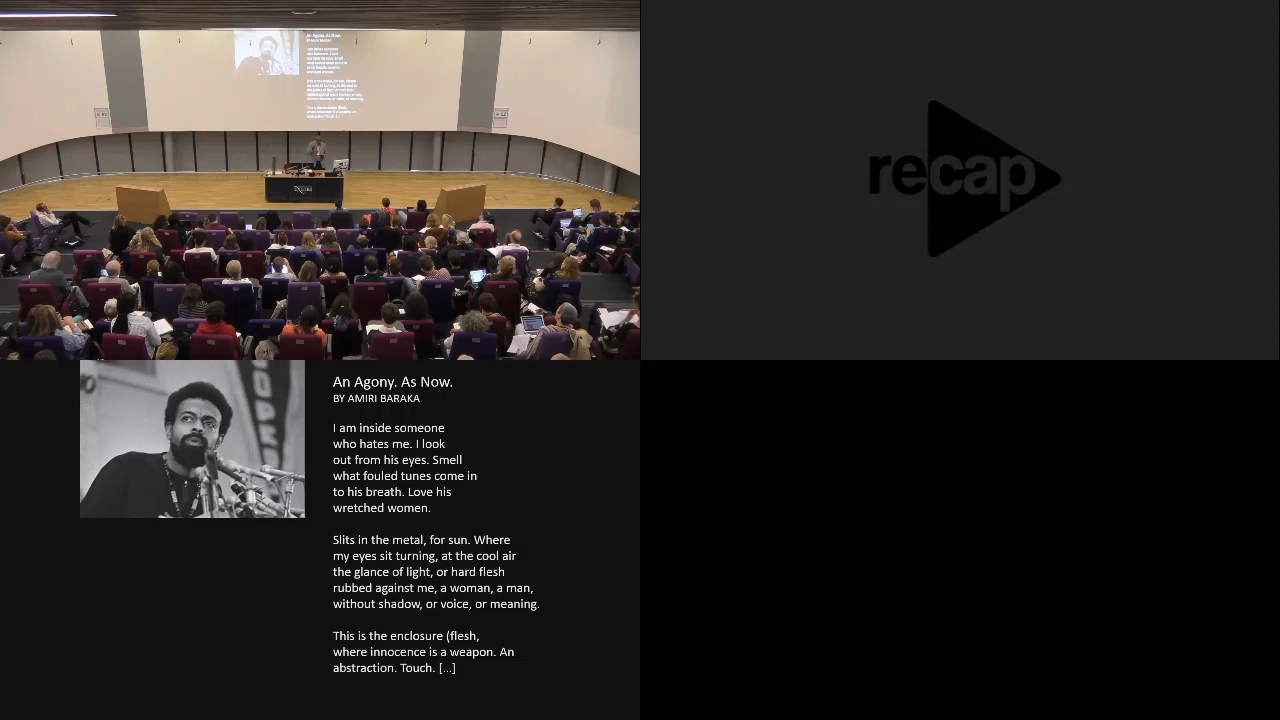 An Agony. As Now.
recap
An Agony. As Now.
BY AMIRI BARAKA
I am inside someone
who hates me. I look
out from his eyes. Smell
what fouled tunes come in
to his breath. Love his
wretched women.
Slits in the metal, for sun. Where
my eyes sit turning, at the cool air
the glance of light, or hard flesh
rubbed against me, a woman, a man,
without shadow, or voice, or meaning.
This is the enclosure (flesh,
where innocence is a weapon. An
abstraction. Touch. [...]